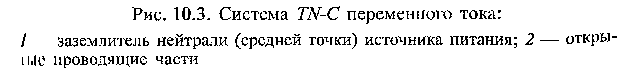 Рис. 10.3. Система TN-C переменного тока:
1 заземлитель нейтрали (средней точки) источника питания; 2 — откры-
тые проводящие части